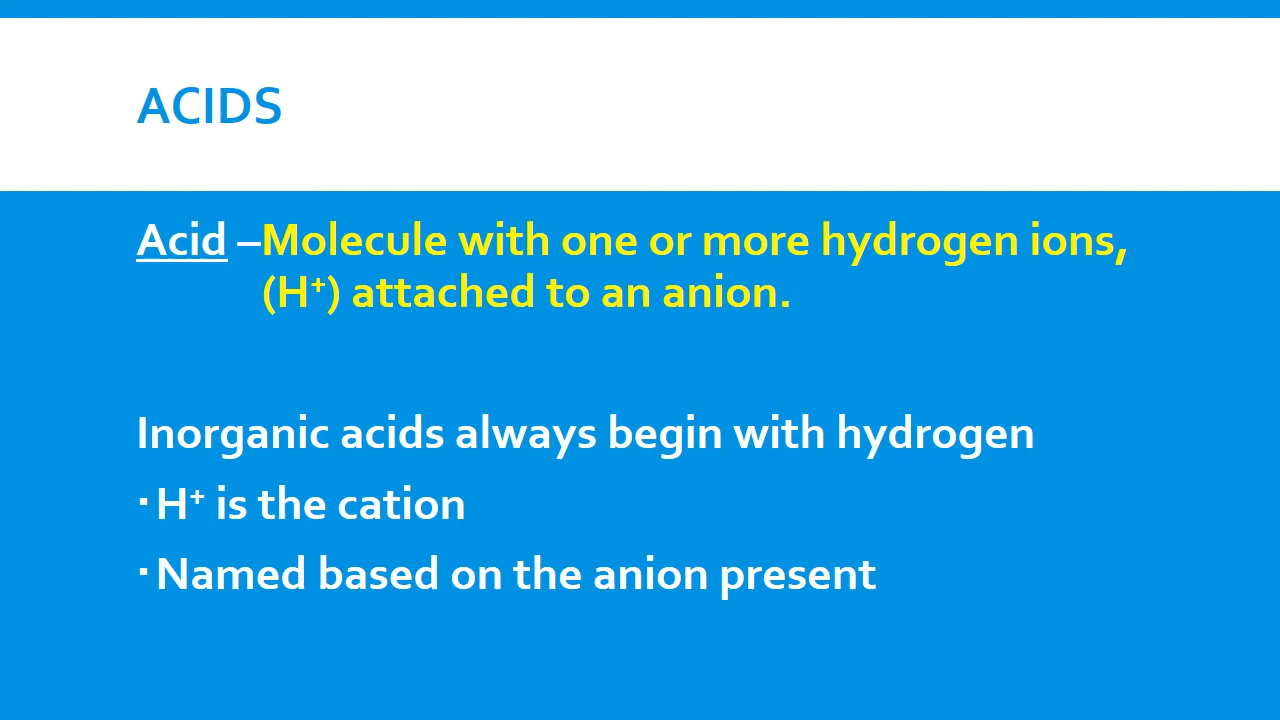 ACIDS
Acid –Molecule with one or more hydrogen ions,
(H⁺) attached to an anion.
Inorganic acids always begin with hydrogen
▪H⁺ is the cation
▪Named based on the anion present